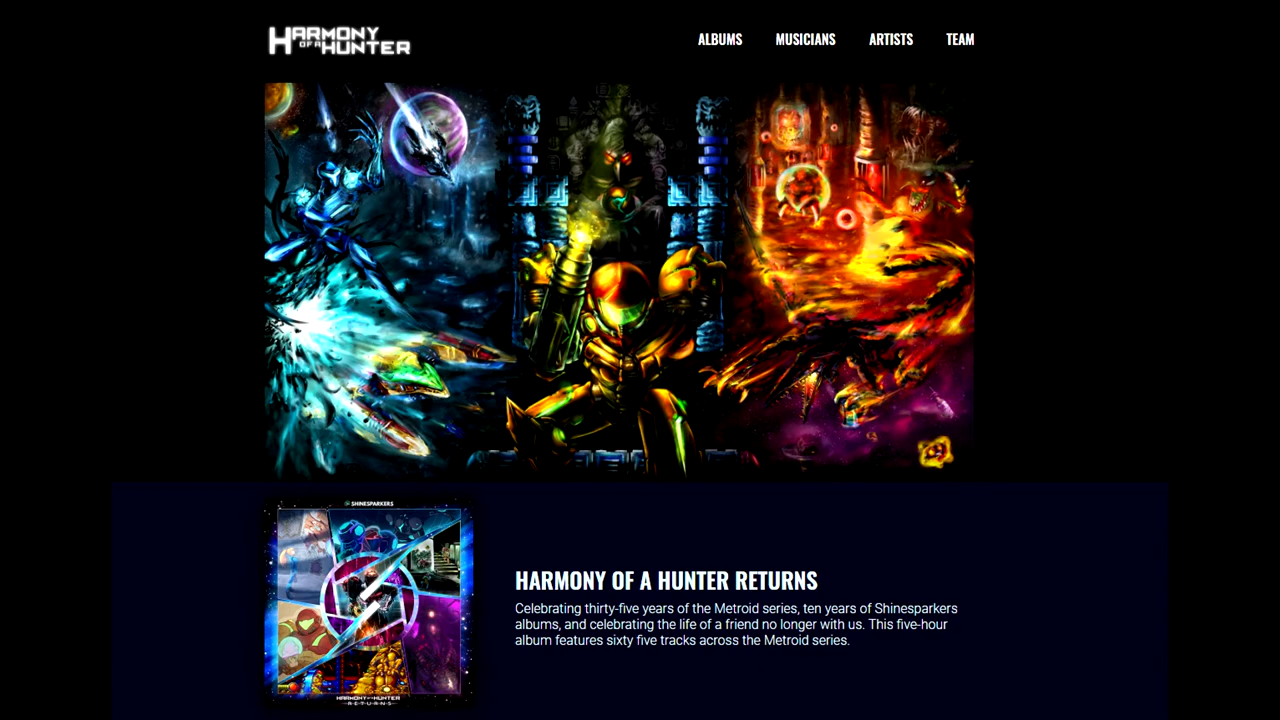 HARMONY
OF A HUNTER
ALBUMS MUSICIANS ARTISTS TEAM
SHINESPARKERS
HARMONY OF A HUNTER
RETURNS
HARMONY OF A HUNTER RETURNS
Celebrating thirty-five years of the Metroid series, ten years of Shinesparkers
albums, and celebrating the life of a friend no longer with us. This five-hour
album features sixty five tracks across the Metroid series.